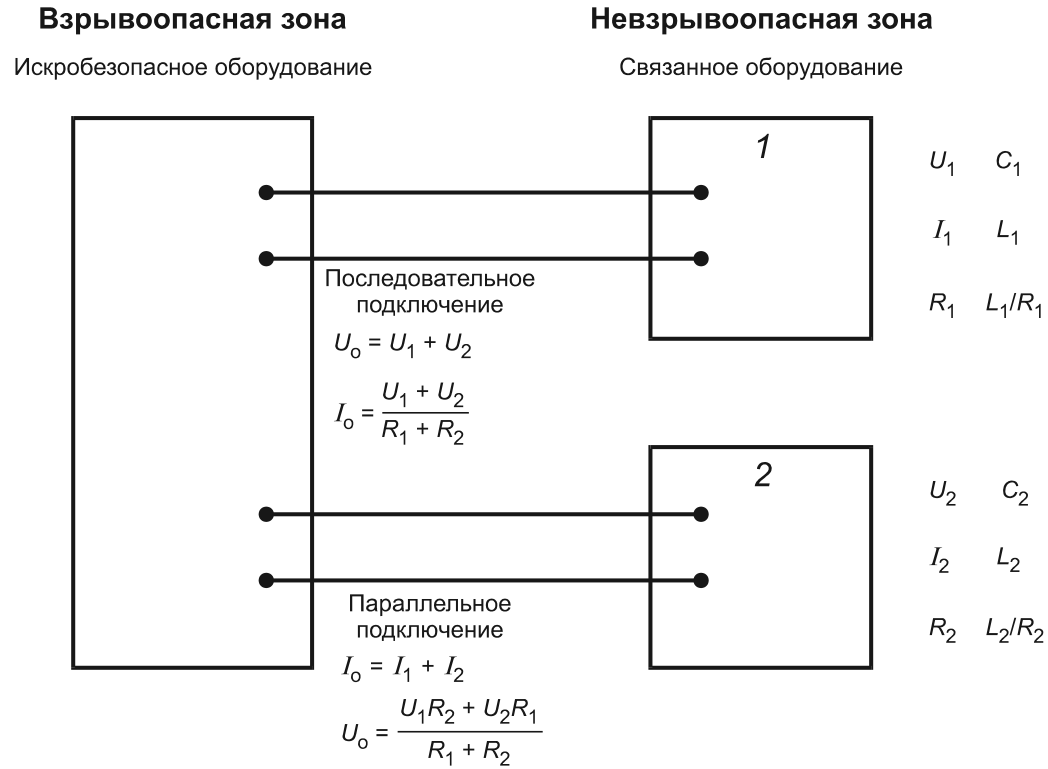 Взрывоопасная зона
Невзрывоопасная зона
Искробезопасное оборудование
Связанное оборудование
1
U₁ C₁
I₁ L₁
R₁ L₁/R₁
Последовательное
подключение
Uₒ = U₁ + U₂
Iₒ = (U₁ + U₂)/(R₁ + R₂)
2
U₂ C₂
I₂ L₂
R₂ L₂/R₂
Параллельное
подключение
Iₒ = I₁ + I₂
Uₒ = (U₁R₂ + U₂R₁)/(R₁ + R₂)